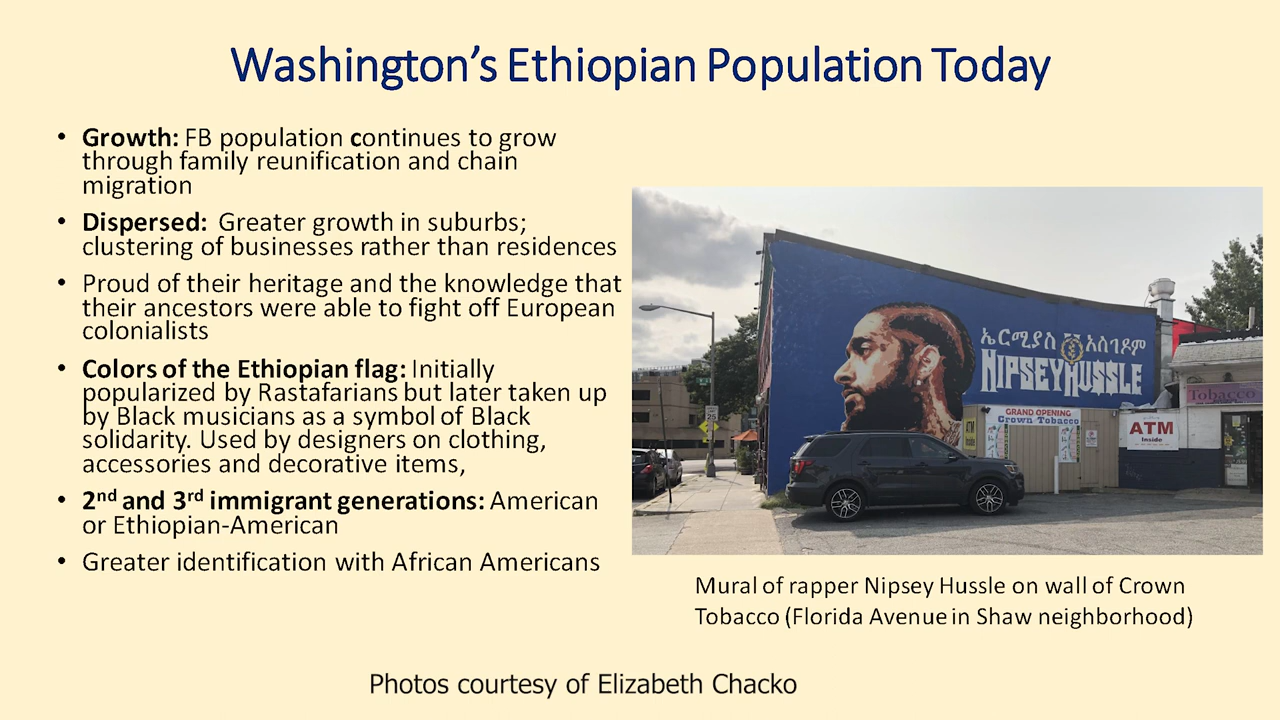 Washington's Ethiopian Population Today
• Growth: FB population continues to grow
through family reunification and chain
migration
• Dispersed: Greater growth in suburbs;
clustering of businesses rather than residences
• Proud of their heritage and the knowledge that
their ancestors were able to fight off European
colonialists
• Colors of the Ethiopian flag: Initially
popularized by Rastafarians but later taken up
by Black musicians as a symbol of Black
solidarity. Used by designers on clothing,
accessories and decorative items,
• 2nd and 3rd immigrant generations: American
or Ethiopian-American
• Greater identification with African Americans
ኤርሚያስ አስገዶም
NIPSEY HUSSLE
GRAND OPENING
Crown Tobacco
ATM
Inside
Tobacco
ATM
25
Mural of rapper Nipsey Hussle on wall of Crown
Tobacco (Florida Avenue in Shaw neighborhood)
Photos courtesy of Elizabeth Chacko